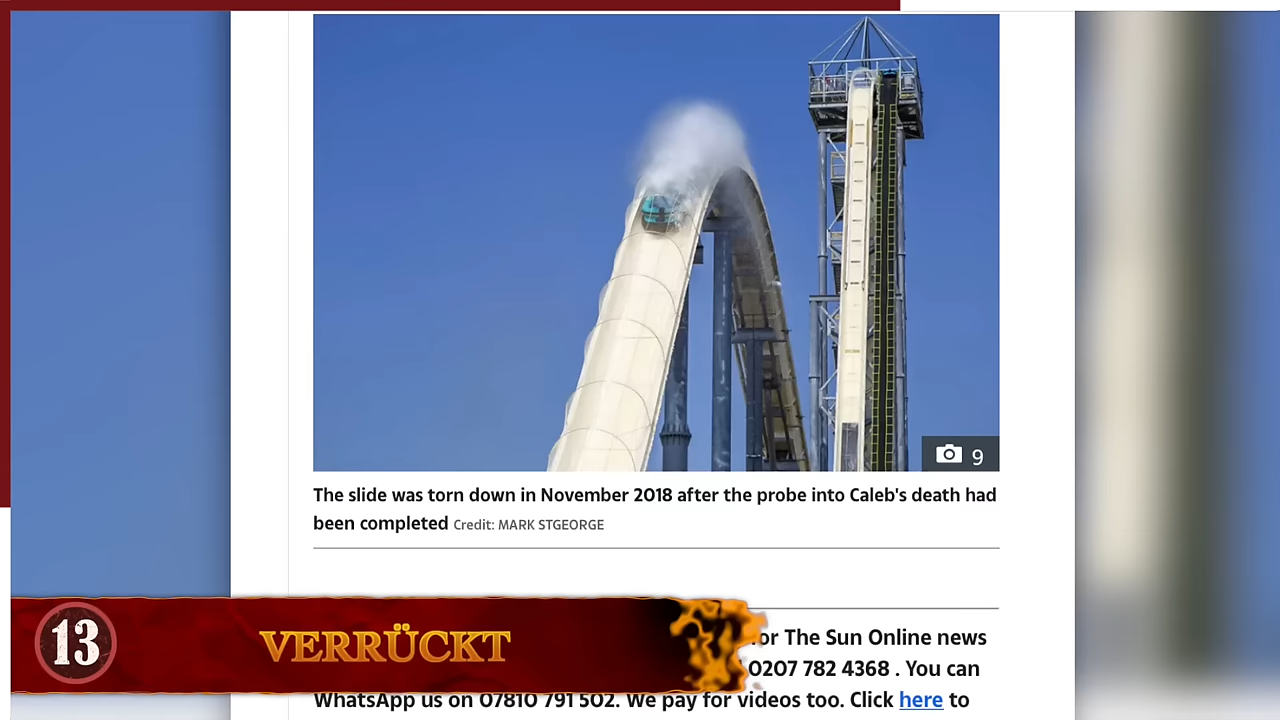 9
The slide was torn down in November 2018 after the probe into Caleb's death had
been completed Credit: MARK STGEORGE
13
VERRÜCKT
The Sun Online news
0207 782 4368 . You can
WhatsApp us on 07810 791 502. We pay for videos too. Click here to